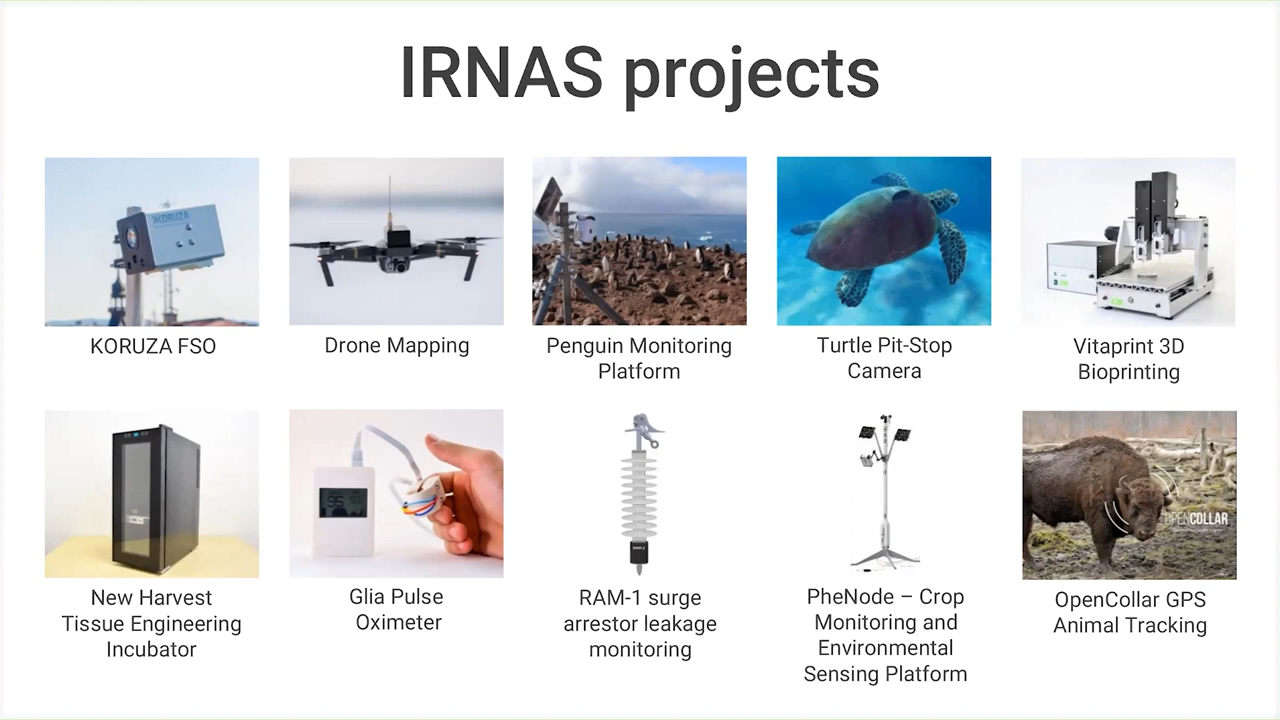 IRNAS projects
KORUZA
KORUZA FSO
Drone Mapping
Penguin Monitoring
Platform
Turtle Pit-Stop
Camera
Vitaprint 3D
Bioprinting
New Harvest
Tissue Engineering
Incubator
Glia Pulse
Oximeter
RAM-1 surge
arrestor leakage
monitoring
PheNode – Crop
Monitoring and
Environmental
Sensing Platform
OPENCOLLAR
OpenCollar GPS
Animal Tracking